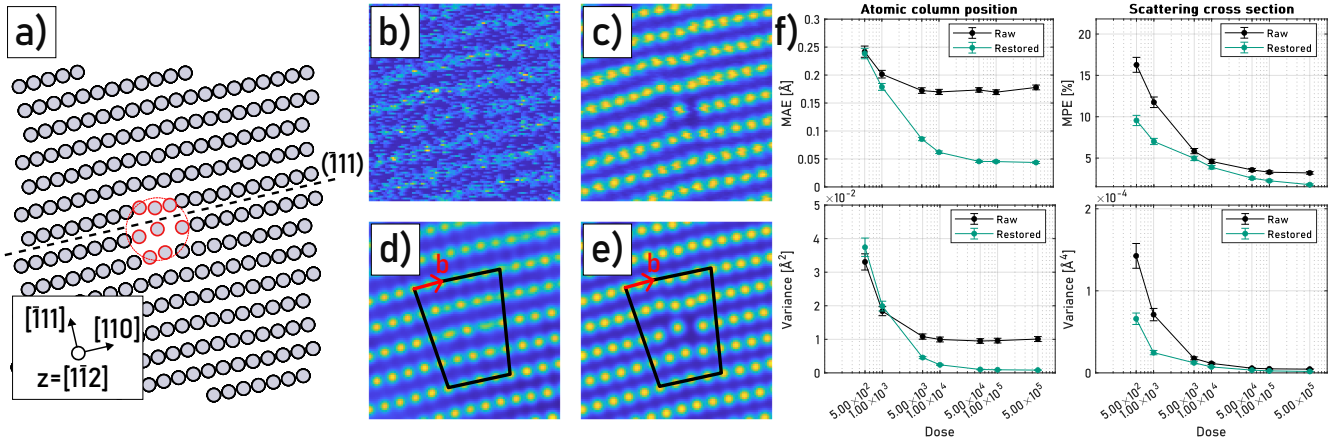 a)
(1̄11)
[1̄11]
[110]
z=[11̄2]
b)
c)
d)
b
e)
b
f)
Atomic column position
MAE [Å]
0.3
0.25
0.2
0.15
0.1
0.05
0
Raw
Restored
Scattering cross section
MPE [%]
20
15
10
5
Raw
Restored
×10⁻²
Variance [Å²]
5
4
3
2
1
0
Raw
Restored
5.00×10²
1.00×10³
5.00×10³
1.00×10⁴
5.00×10⁴
1.00×10⁵
5.00×10⁵
Dose
×10⁻⁴
Variance [Å⁴]
2
1
0
Raw
Restored
5.00×10²
1.00×10³
5.00×10³
1.00×10⁴
5.00×10⁴
1.00×10⁵
5.00×10⁵
Dose